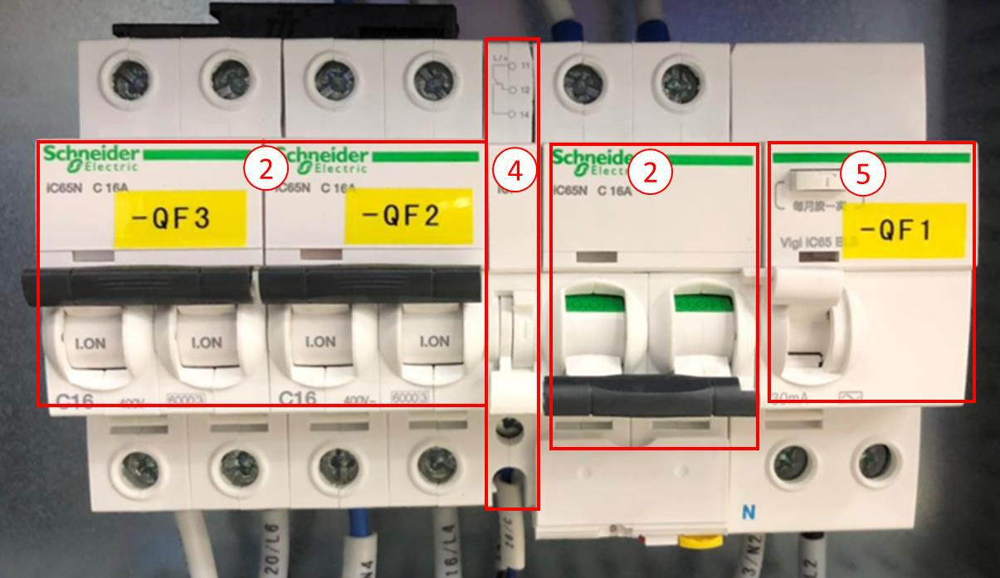 11
12
14
Schneider
Electric
iC65N C 16A
-QF3
2
Schneider
Electric
iC65N C 16A
-QF2
4
Schneider
Electric
iC65N C 16A
2
5
每月按一次
Vigi iC65
-QF1
I.ON
I.ON
I.ON
I.ON
C16
400V~
6000
3
C16
400V~
6000
3
30mA
N
20/L6
N4
16/L4
3/N2
L2